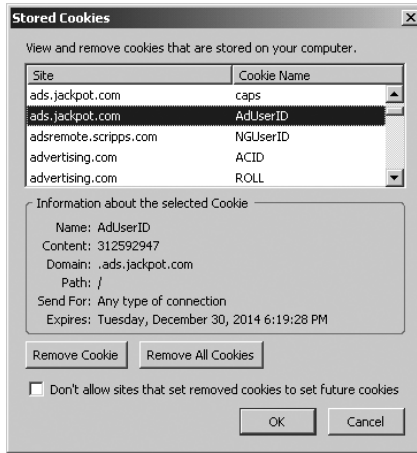 Stored Cookies
View and remove cookies that are stored on your computer.
Site Cookie Name
ads.jackpot.com caps
ads.jackpot.com AdUserID
adsremote.scripps.com NGUserID
advertising.com ACID
advertising.com ROLL
Information about the selected Cookie
Name: AdUserID
Content: 312592947
Domain: .ads.jackpot.com
Path: /
Send For: Any type of connection
Expires: Tuesday, December 30, 2014 6:19:28 PM
Remove Cookie Remove All Cookies
Don't allow sites that set removed cookies to set future cookies
OK Cancel